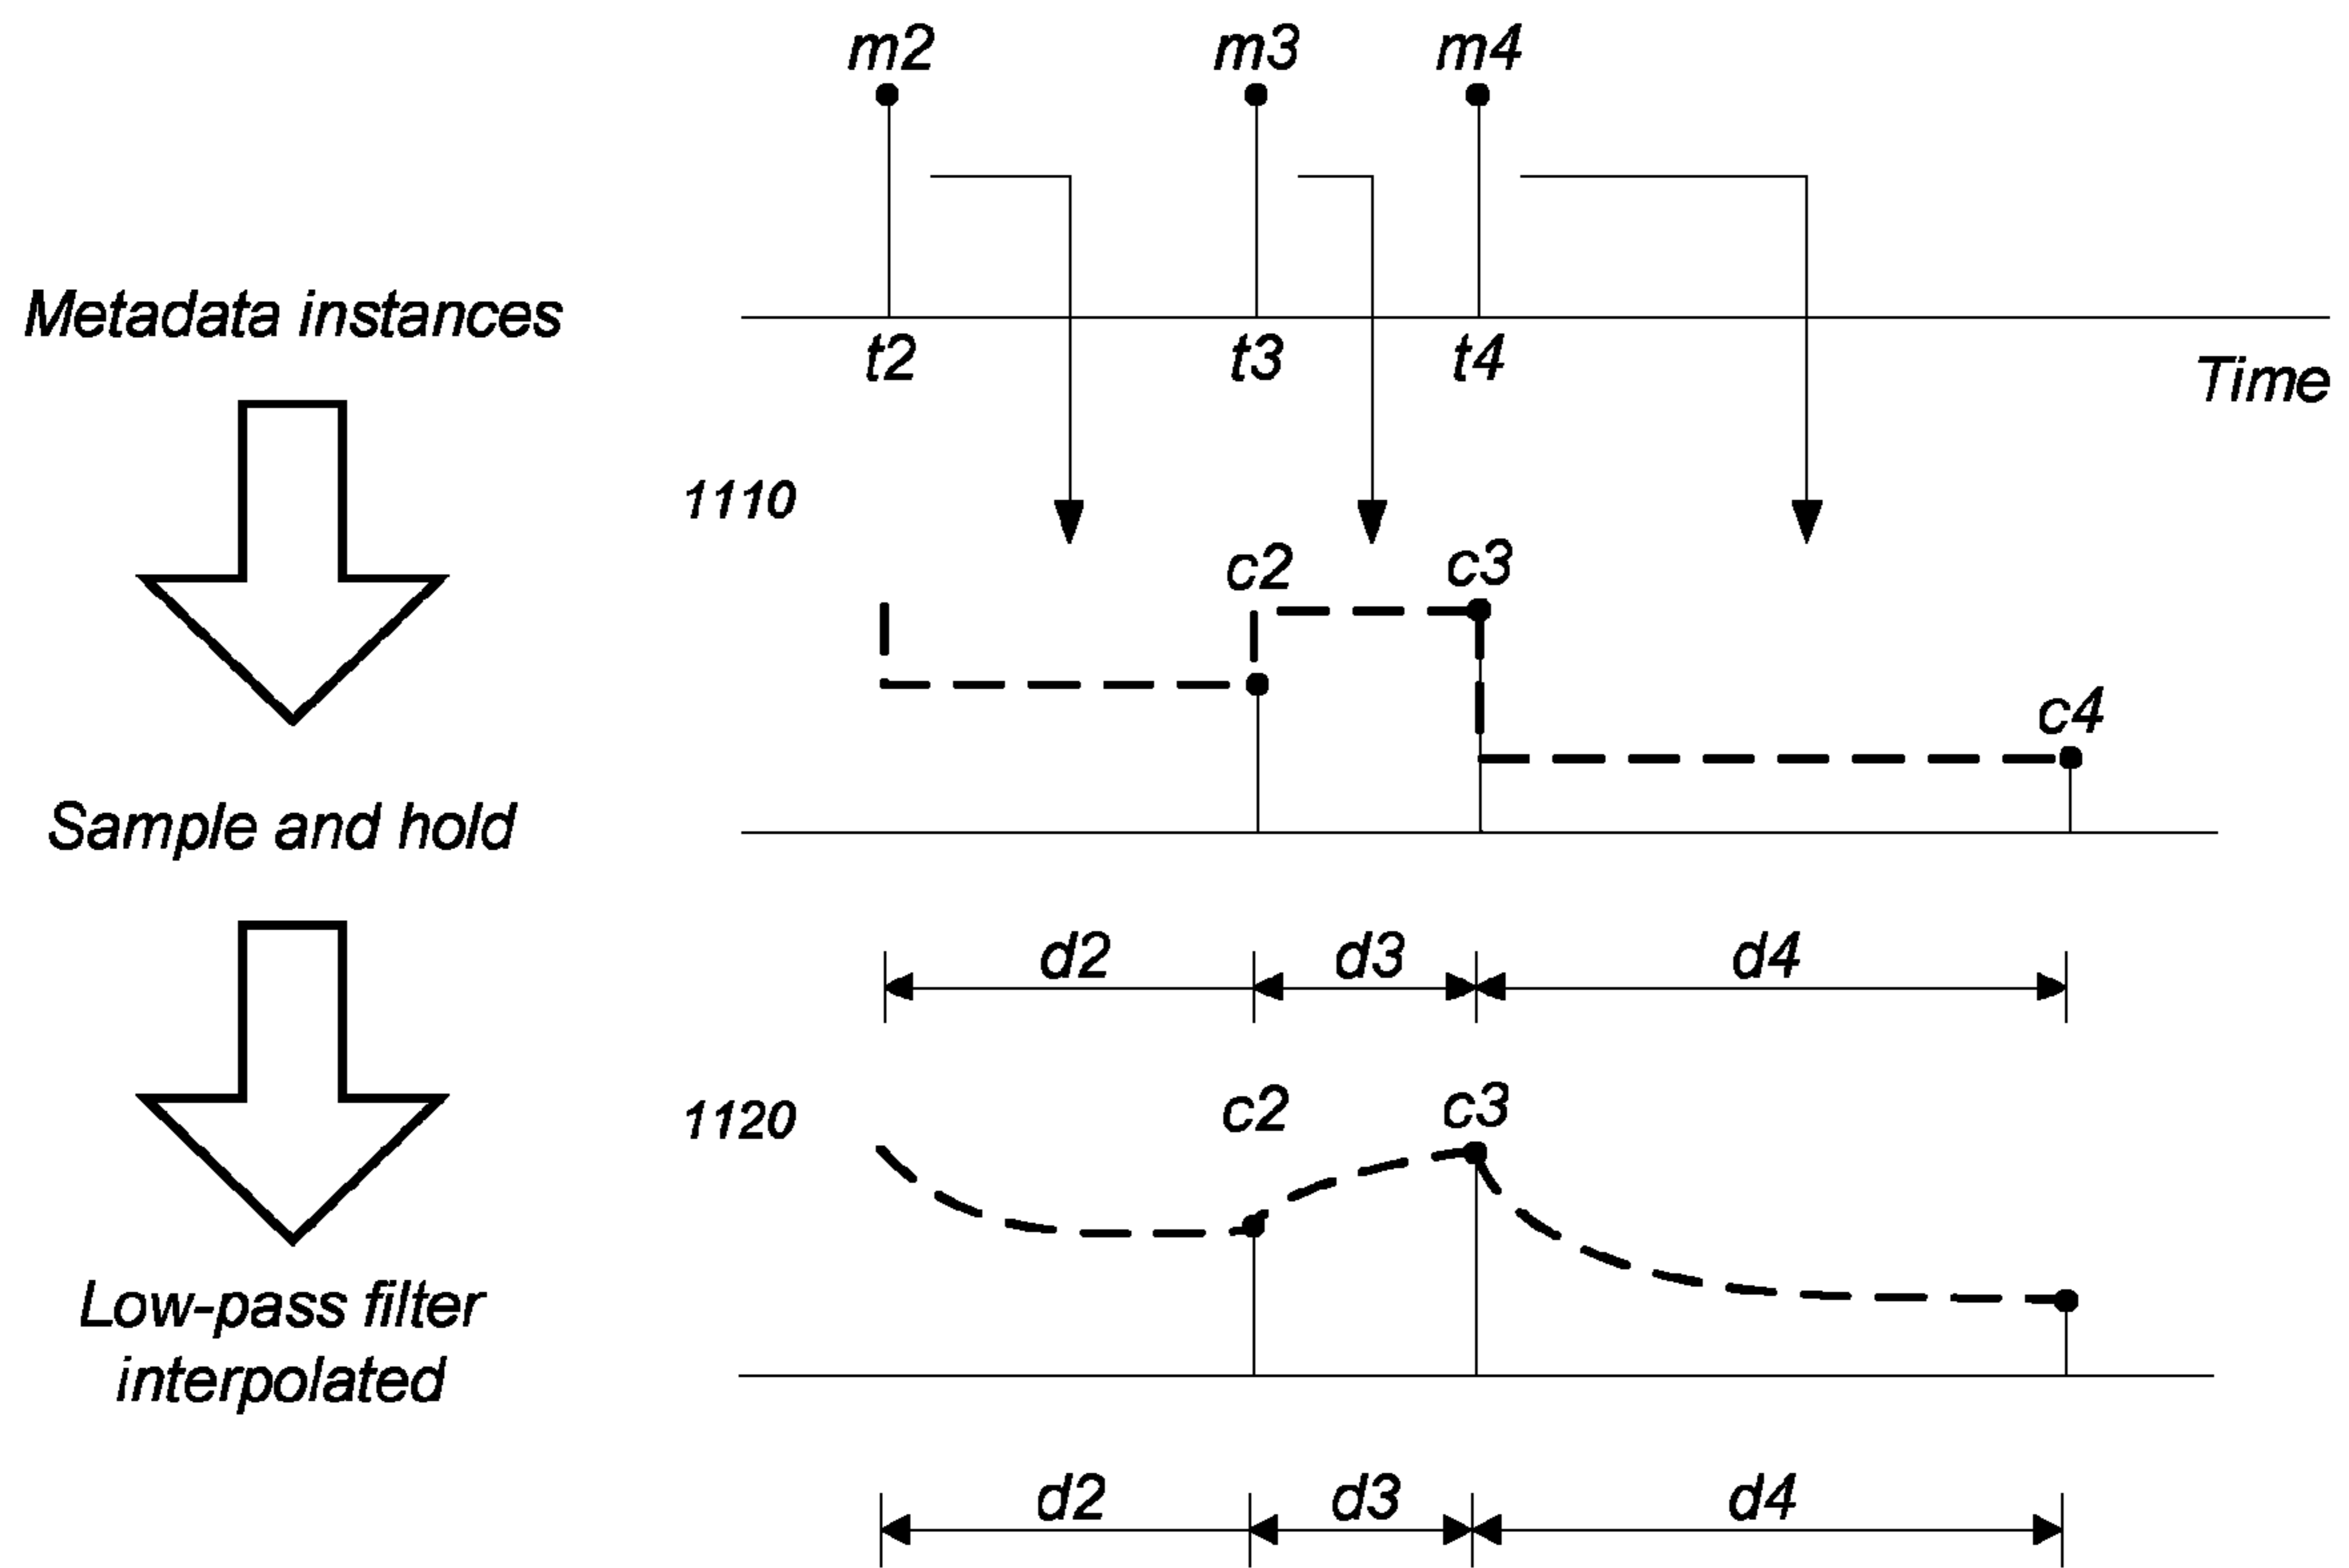 m2 m3 m4
Metadata instances
t2 t3 t4
Time
1110
c2 c3
c4
Sample and hold
d2 d3 d4
1120
c2 c3
Low-pass filter
interpolated
d2 d3 d4